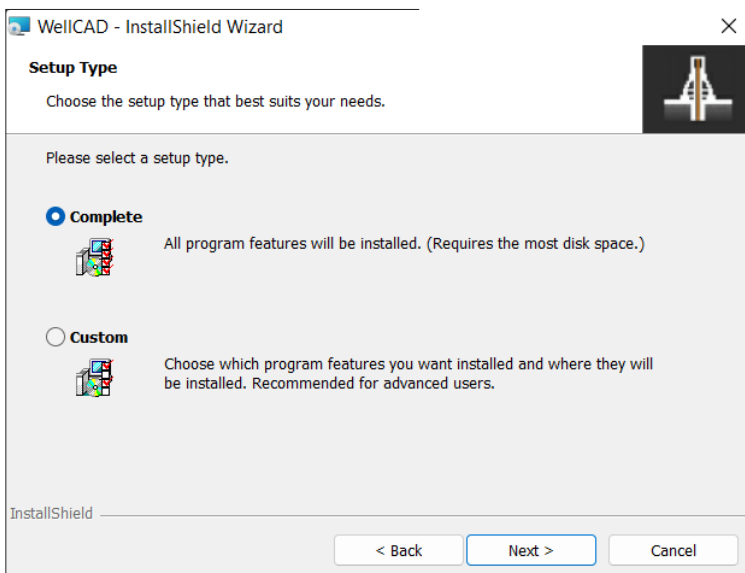 WellCAD - InstallShield Wizard
Setup Type
Choose the setup type that best suits your needs.
Please select a setup type.
Complete
All program features will be installed. (Requires the most disk space.)
Custom
Choose which program features you want installed and where they will
be installed. Recommended for advanced users.
InstallShield
< Back
Next >
Cancel